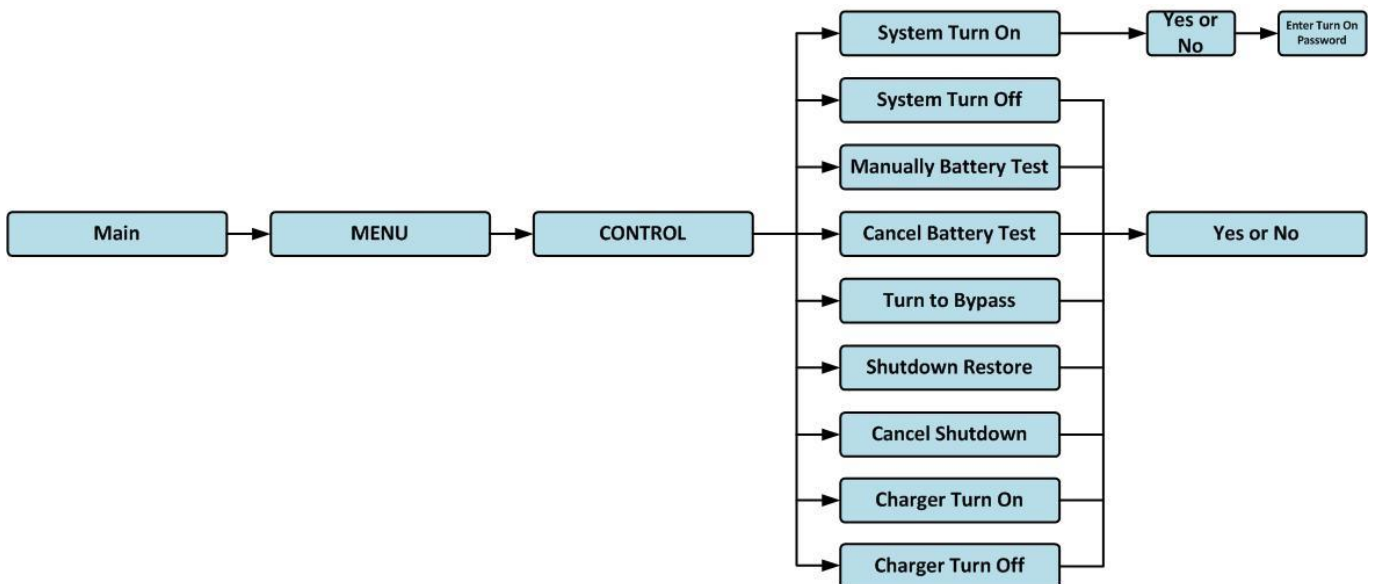 System Turn On
Yes or
No
Enter Turn On
Password
System Turn Off
Manually Battery Test
Main
MENU
CONTROL
Cancel Battery Test
Yes or No
Turn to Bypass
Shutdown Restore
Cancel Shutdown
Charger Turn On
Charger Turn Off